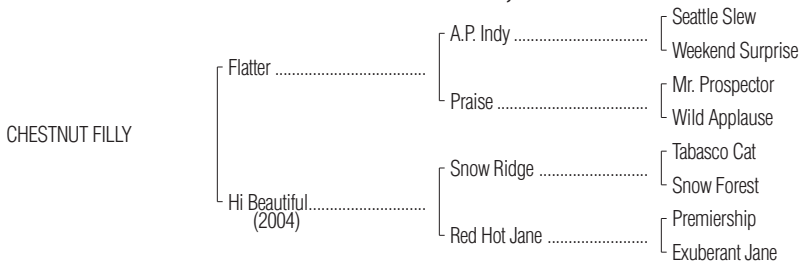 Seattle Slew
A.P. Indy ................................
Weekend Surprise
Flatter ....................................
Mr. Prospector
Praise ....................................
Wild Applause
CHESTNUT FILLY
Tabasco Cat
Snow Ridge ..........................
Snow Forest
Hi Beautiful............................
(2004)
Premiership
Red Hot Jane ........................
Exuberant Jane